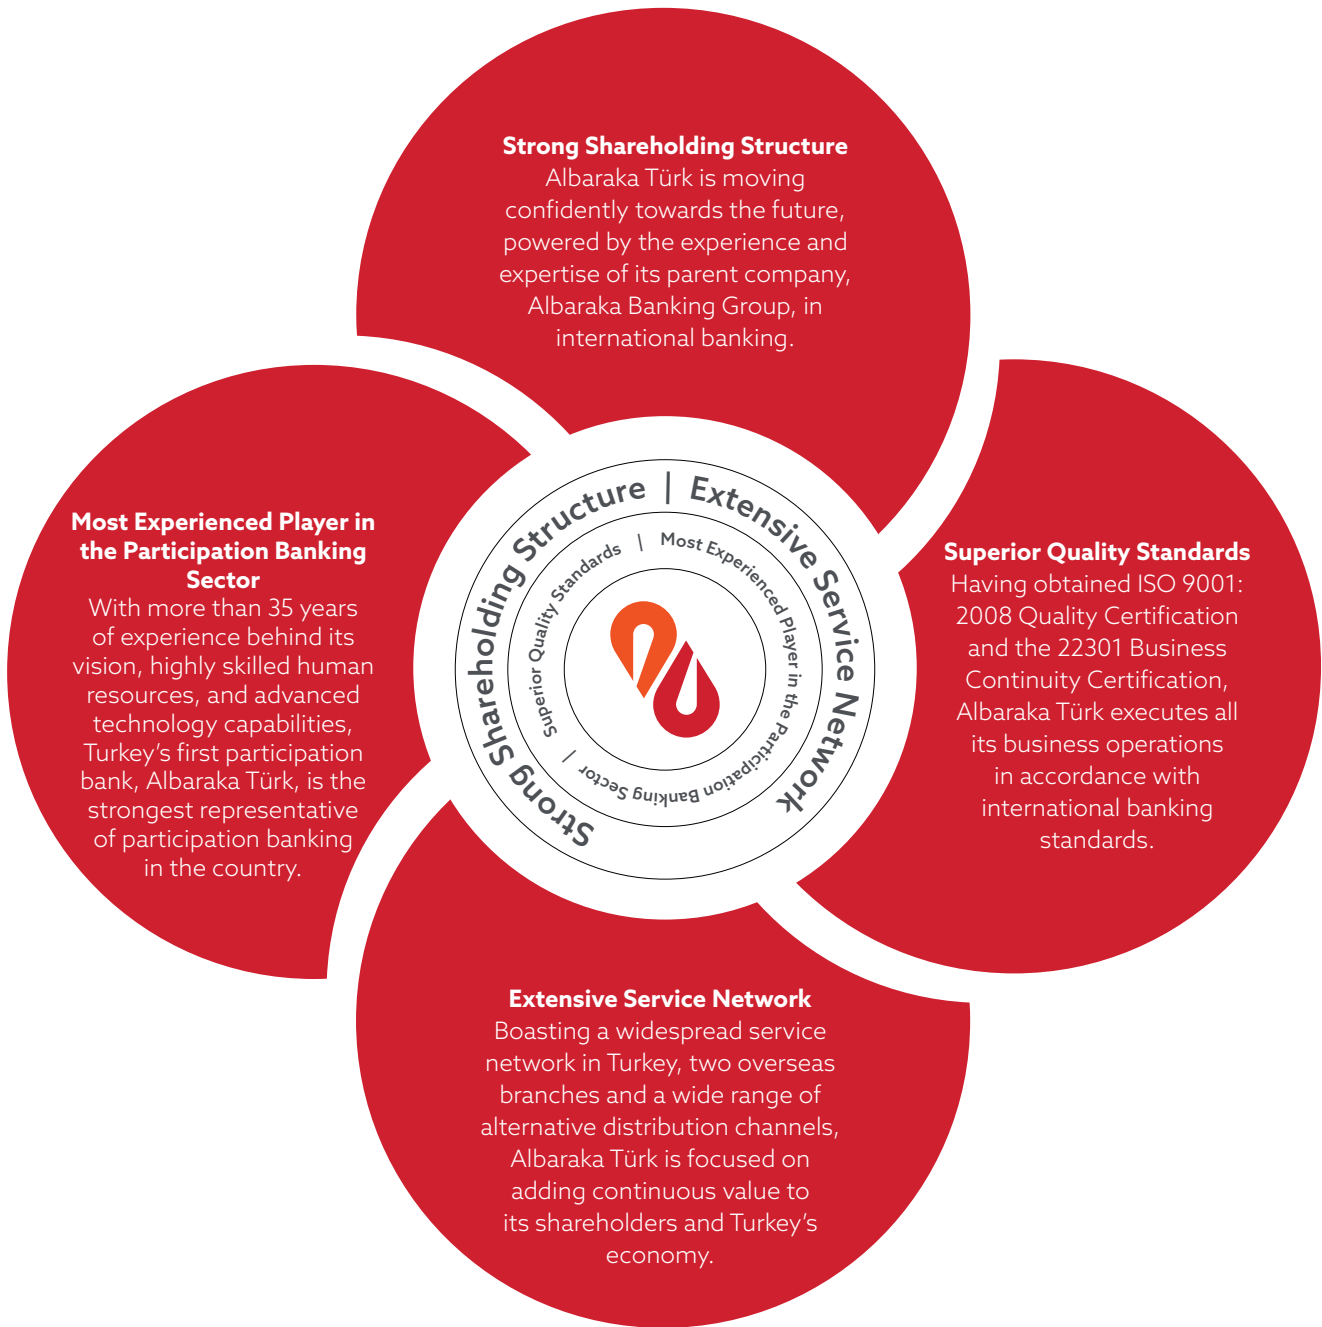 Strong Shareholding Structure
Albaraka Türk is moving
confidently towards the future,
powered by the experience and
expertise of its parent company,
Albaraka Banking Group, in
international banking.
Most Experienced Player in
the Participation Banking
Sector
With more than 35 years
of experience behind its
vision, highly skilled human
resources, and advanced
technology capabilities,
Turkey’s first participation
bank, Albaraka Türk, is the
strongest representative
of participation banking
in the country.
Strong Shareholding Structure | Extensive Service Network
Superior Quality Standards | Most Experienced Player in the Participation Banking Sector |
Superior Quality Standards
Having obtained ISO 9001:
2008 Quality Certification
and the 22301 Business
Continuity Certification,
Albaraka Türk executes all
its business operations
in accordance with
international banking
standards.
Extensive Service Network
Boasting a widespread service
network in Turkey, two overseas
branches and a wide range of
alternative distribution channels,
Albaraka Türk is focused on
adding continuous value to
its shareholders and Turkey’s
economy.